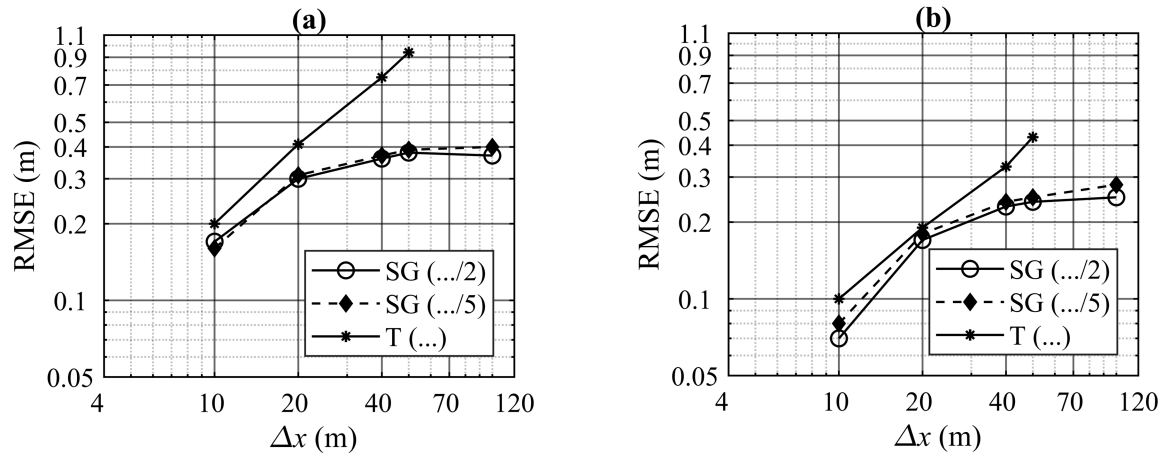 (a)
1.1
0.9
0.7
0.5
0.4
0.3
0.2
0.1
0.05
RMSE (m)
SG (.../2)
SG (.../5)
T (...)
4 10 20 40 70 120
Δx (m)
(b)
1.1
0.9
0.7
0.5
0.4
0.3
0.2
0.1
0.05
RMSE (m)
SG (.../2)
SG (.../5)
T (...)
4 10 20 40 70 120
Δx (m)